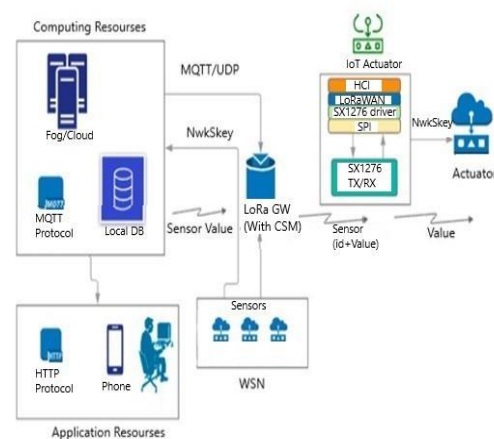 Computing Resourses
Fog/Cloud
MQTT
Protocol
Local DB
MQTT/UDP
NwkSkey
Sensor Value
LoRa GW
(With CSM)
IoT Actuator
HCI
LoRaWAN
SX1276 driver
SPI
SX1276
TX/RX
NwkSKey
Actuator
Sensor
(id+Value)
Value
Sensors
WSN
HTTP
HTTP
Protocol
Phone
Application Resourses